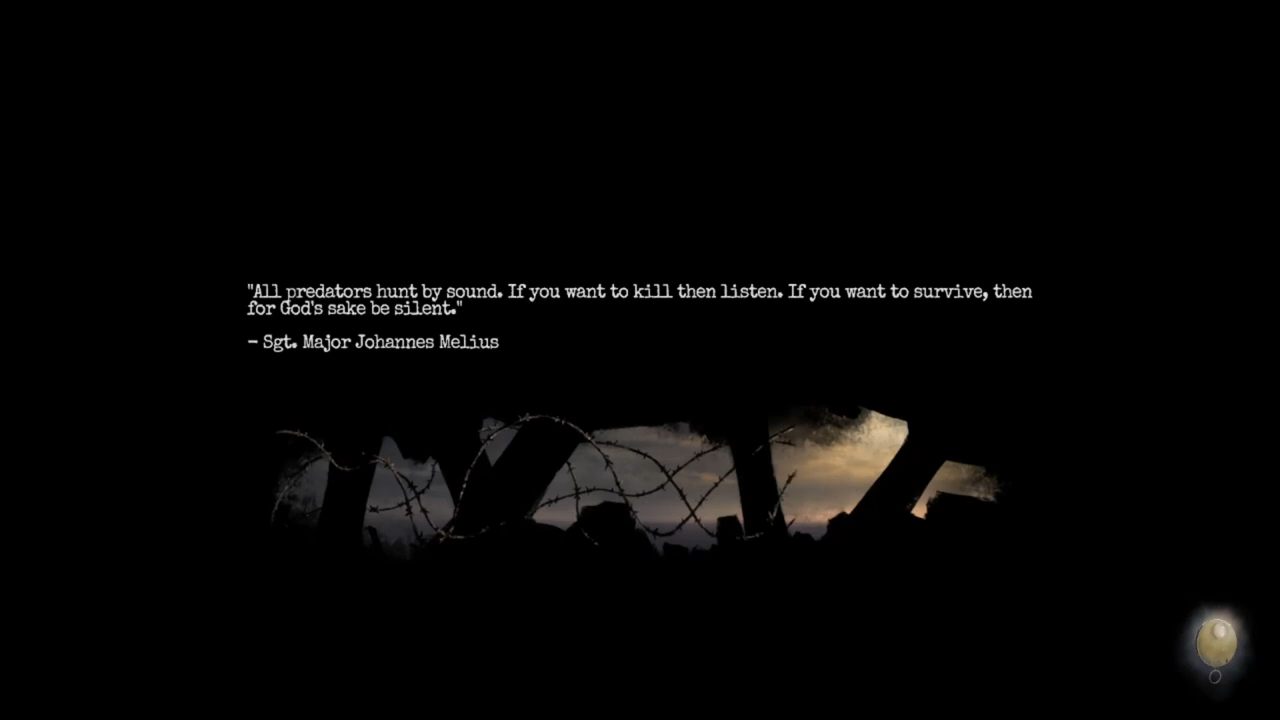 "All predators hunt by sound. If you want to kill then listen. If you want to survive, then
for God's sake be silent."
- Sgt. Major Johannes Melius